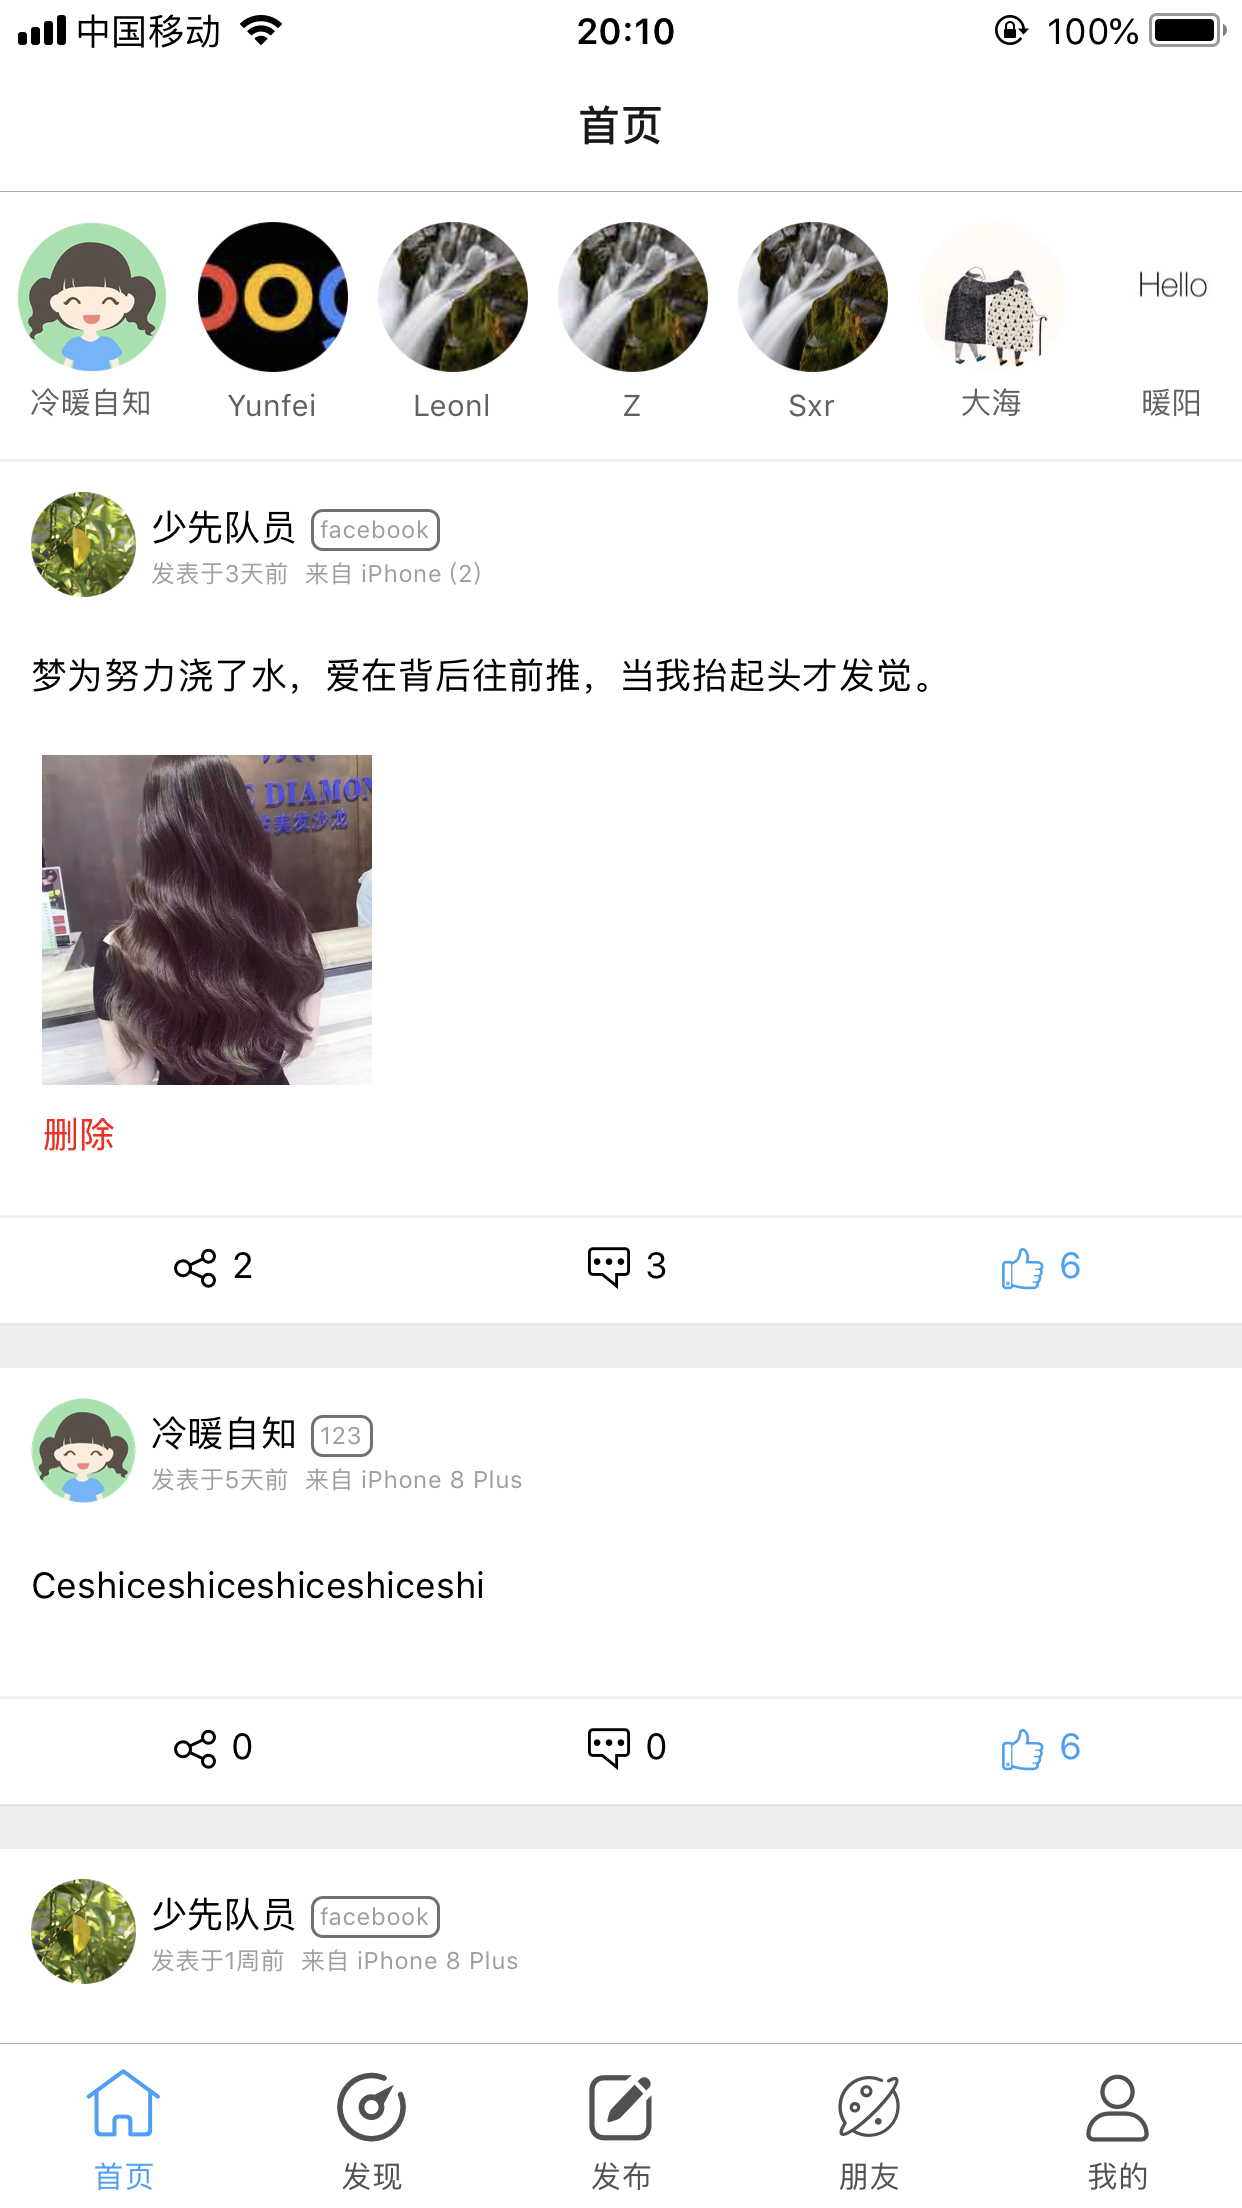 中国移动 20:10 100%
首页
Hello
冷暖自知 Yunfei Leonl Z Sxr 大海 暖阳
少先队员 facebook
发表于3天前 来自 iPhone (2)
梦为努力浇了水，爱在背后往前推，当我抬起头才发觉。
E DIAMON
美发沙龙
删除
2 3 6
冷暖自知 123
发表于5天前 来自 iPhone 8 Plus
Ceshiceshiceshiceshiceshi
0 0 6
少先队员 facebook
发表于1周前 来自 iPhone 8 Plus
首页 发现 发布 朋友 我的